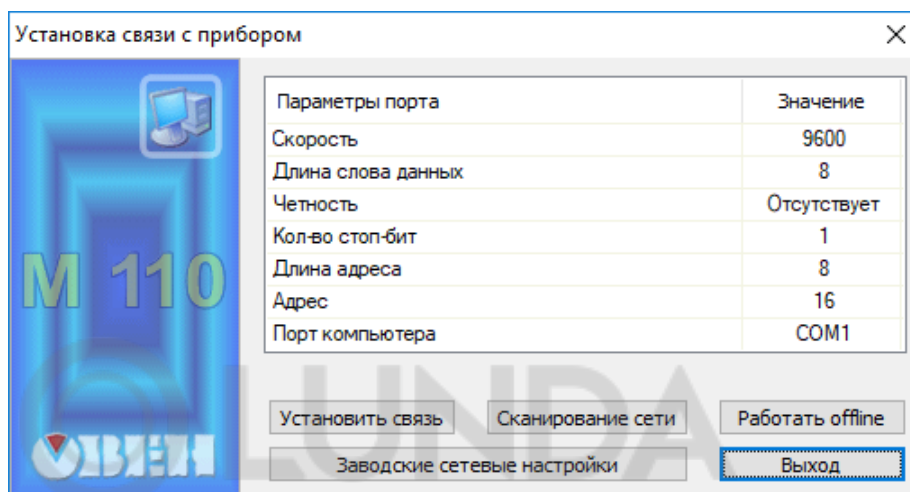 Установка связи с прибором
Параметры порта Значение
Скорость 9600
Длина слова данных 8
Четность Отсутствует
Кол-во стоп-бит 1
Длина адреса 8
Адрес 16
Порт компьютера COM1
М 110
LUNDA
Установить связь Сканирование сети Работать offline
ОВЕН Заводские сетевые настройки Выход